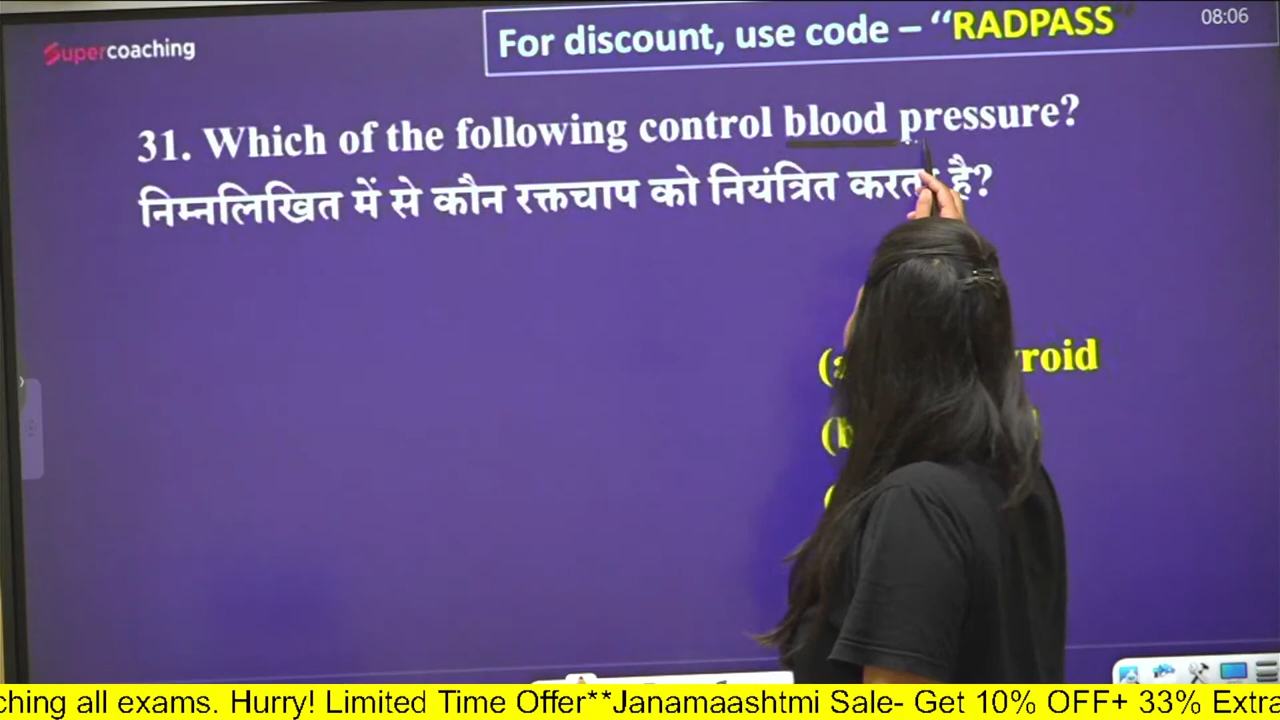 Supercoaching
For discount, use code – “RADPASS”
08:06
31. Which of the following control blood pressure?
निम्नलिखित में से कौन रक्तचाप को नियंत्रित है?
(a
roid
(b
ching all exams. Hurry! Limited Time Offer**Janamaashtmi Sale- Get 10% OFF+ 33% Extra